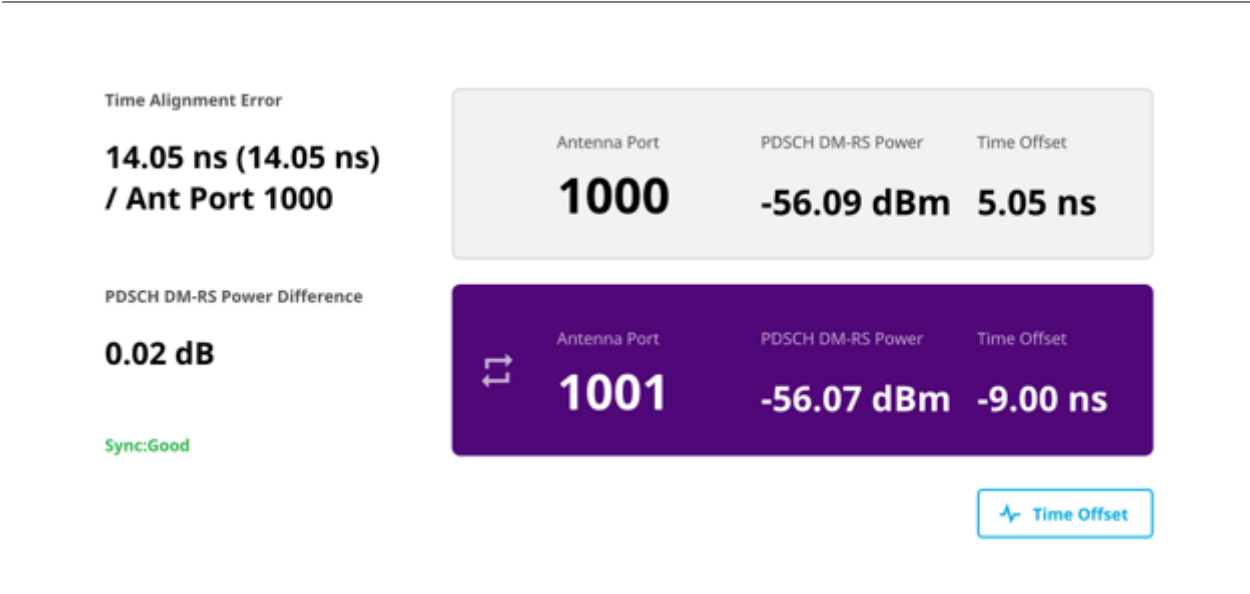 Time Alignment Error
14.05 ns (14.05 ns)
/ Ant Port 1000
Antenna Port PDSCH DM-RS Power Time Offset
1000 -56.09 dBm 5.05 ns
PDSCH DM-RS Power Difference
0.02 dB
Sync:Good
Antenna Port PDSCH DM-RS Power Time Offset
1001 -56.07 dBm -9.00 ns
Time Offset